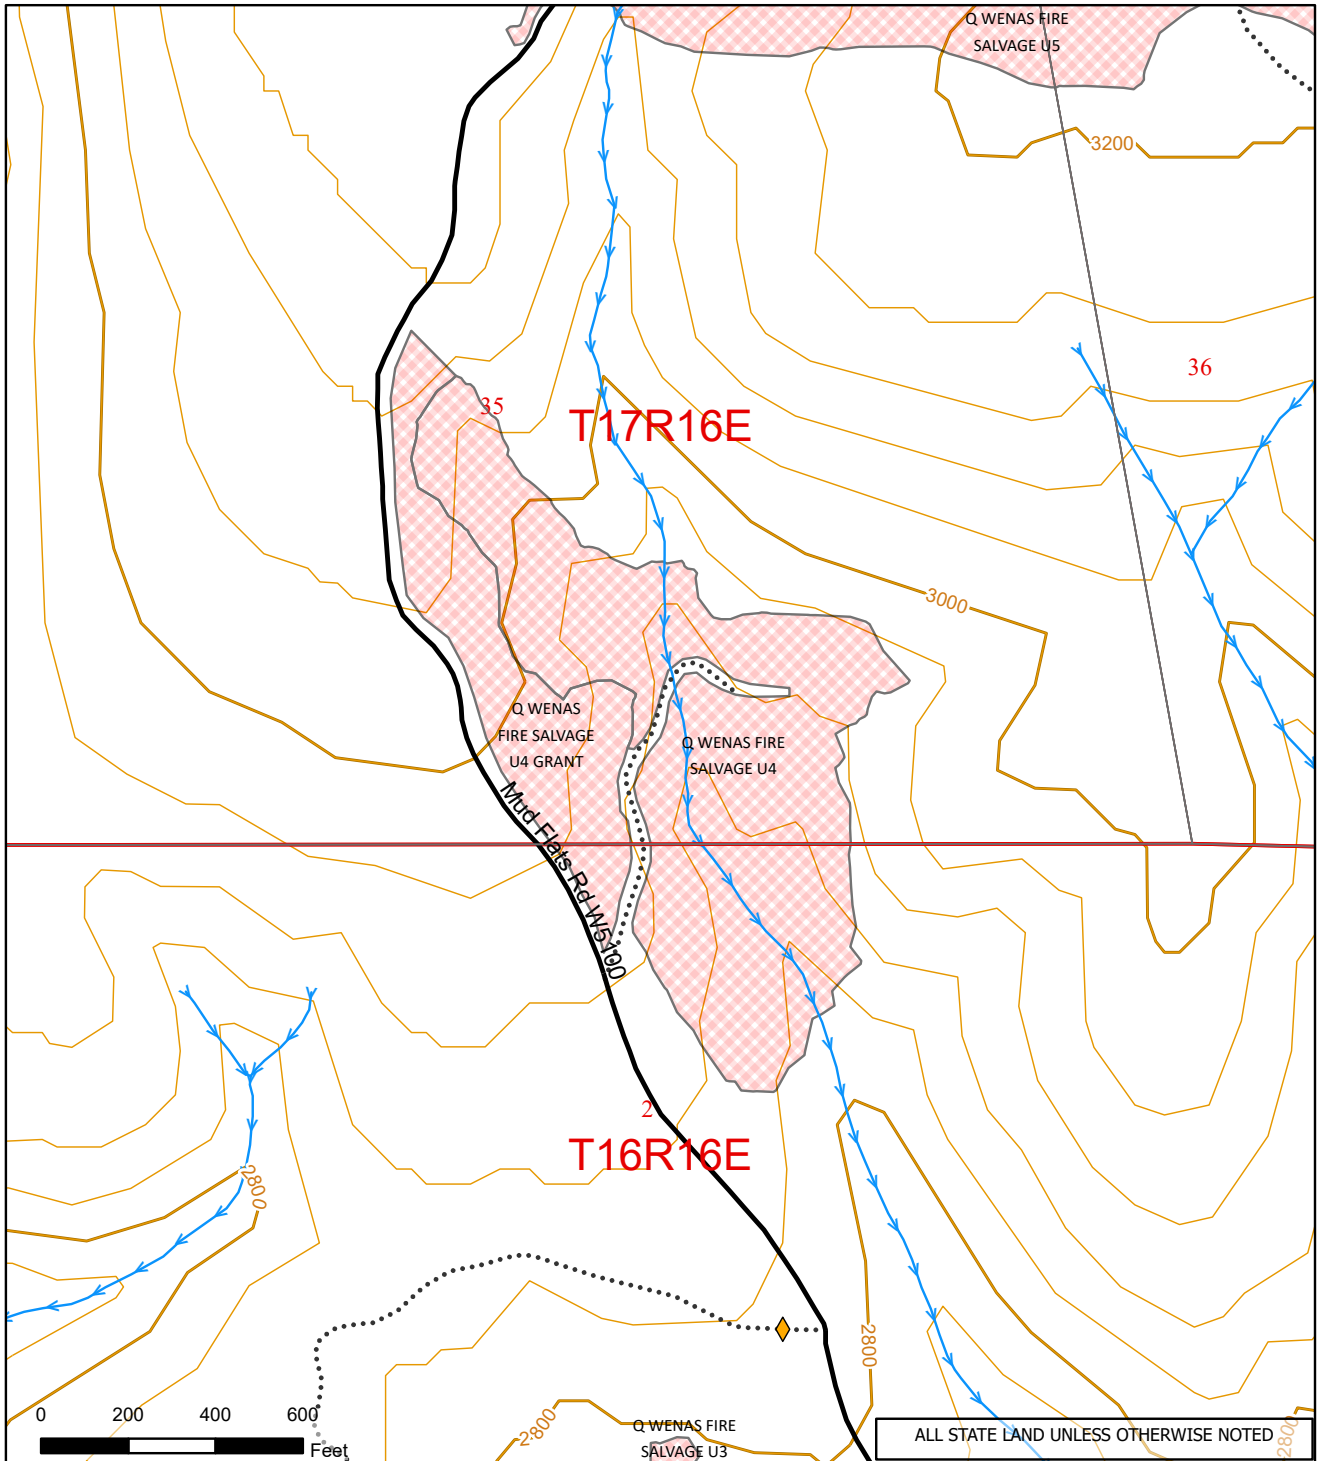 Q WENAS FIRE
SALVAGE U5
3200
36
35
T17R16E
3000
Q WENAS
FIRE SALVAGE
U4 GRANT
Q WENAS FIRE
SALVAGE U4
Mud Flats Rd W5400
2
T16R16E
2800
2800
2800
2800
0 200 400 600
Feet
Q WENAS FIRE
SALVAGE U3
ALL STATE LAND UNLESS OTHERWISE NOTED